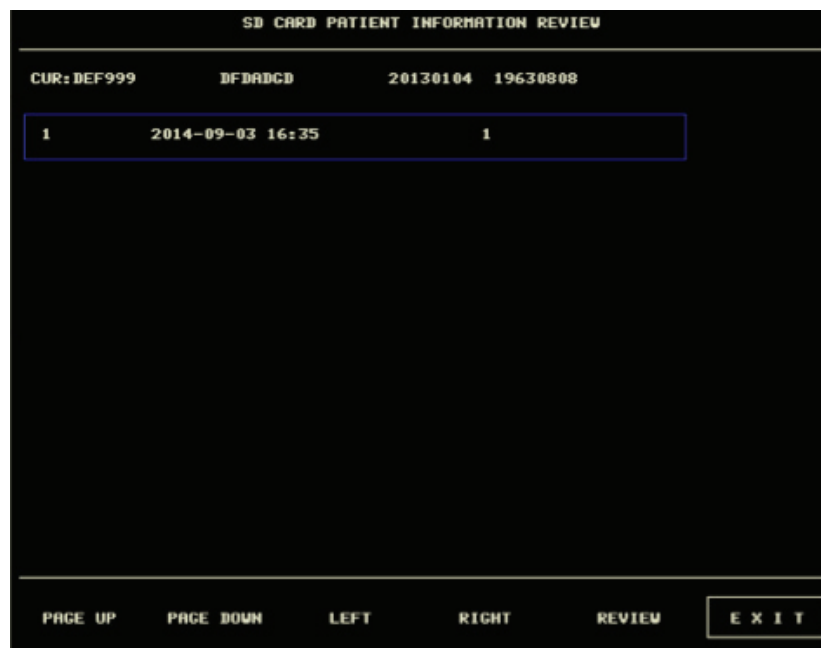 SD CARD PATIENT INFORMATION REVIEW
CUR:DEF999 DFDADGD 20130104 19630808
1 2014-09-03 16:35 1
PAGE UP PAGE DOWN LEFT RIGHT REVIEW E X I T